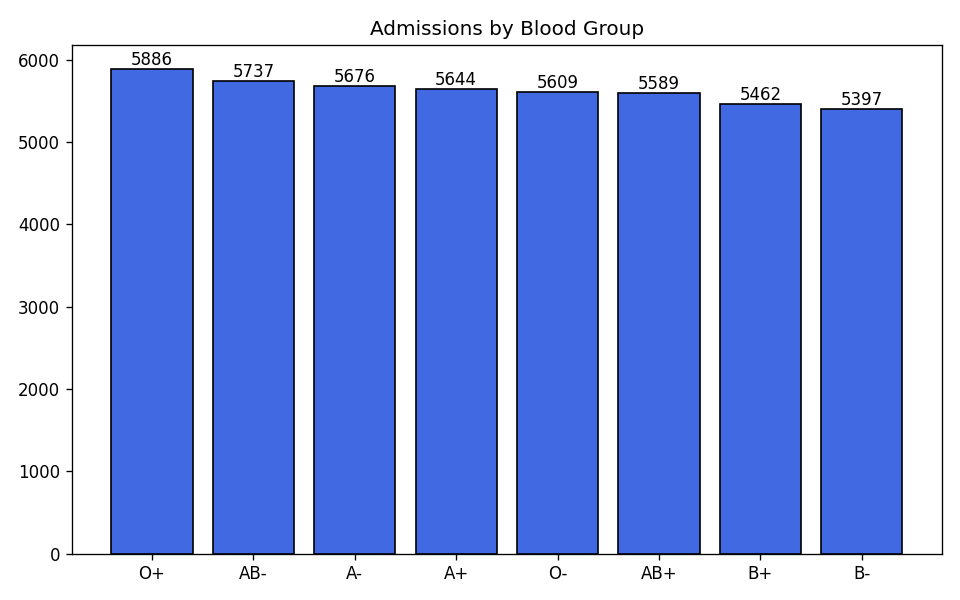 Admissions by Blood Group
6000
5000
4000
3000
2000
1000
0
5886
5737
5676
5644
5609
5589
5462
5397
O+
AB-
A-
A+
O-
AB+
B+
B-